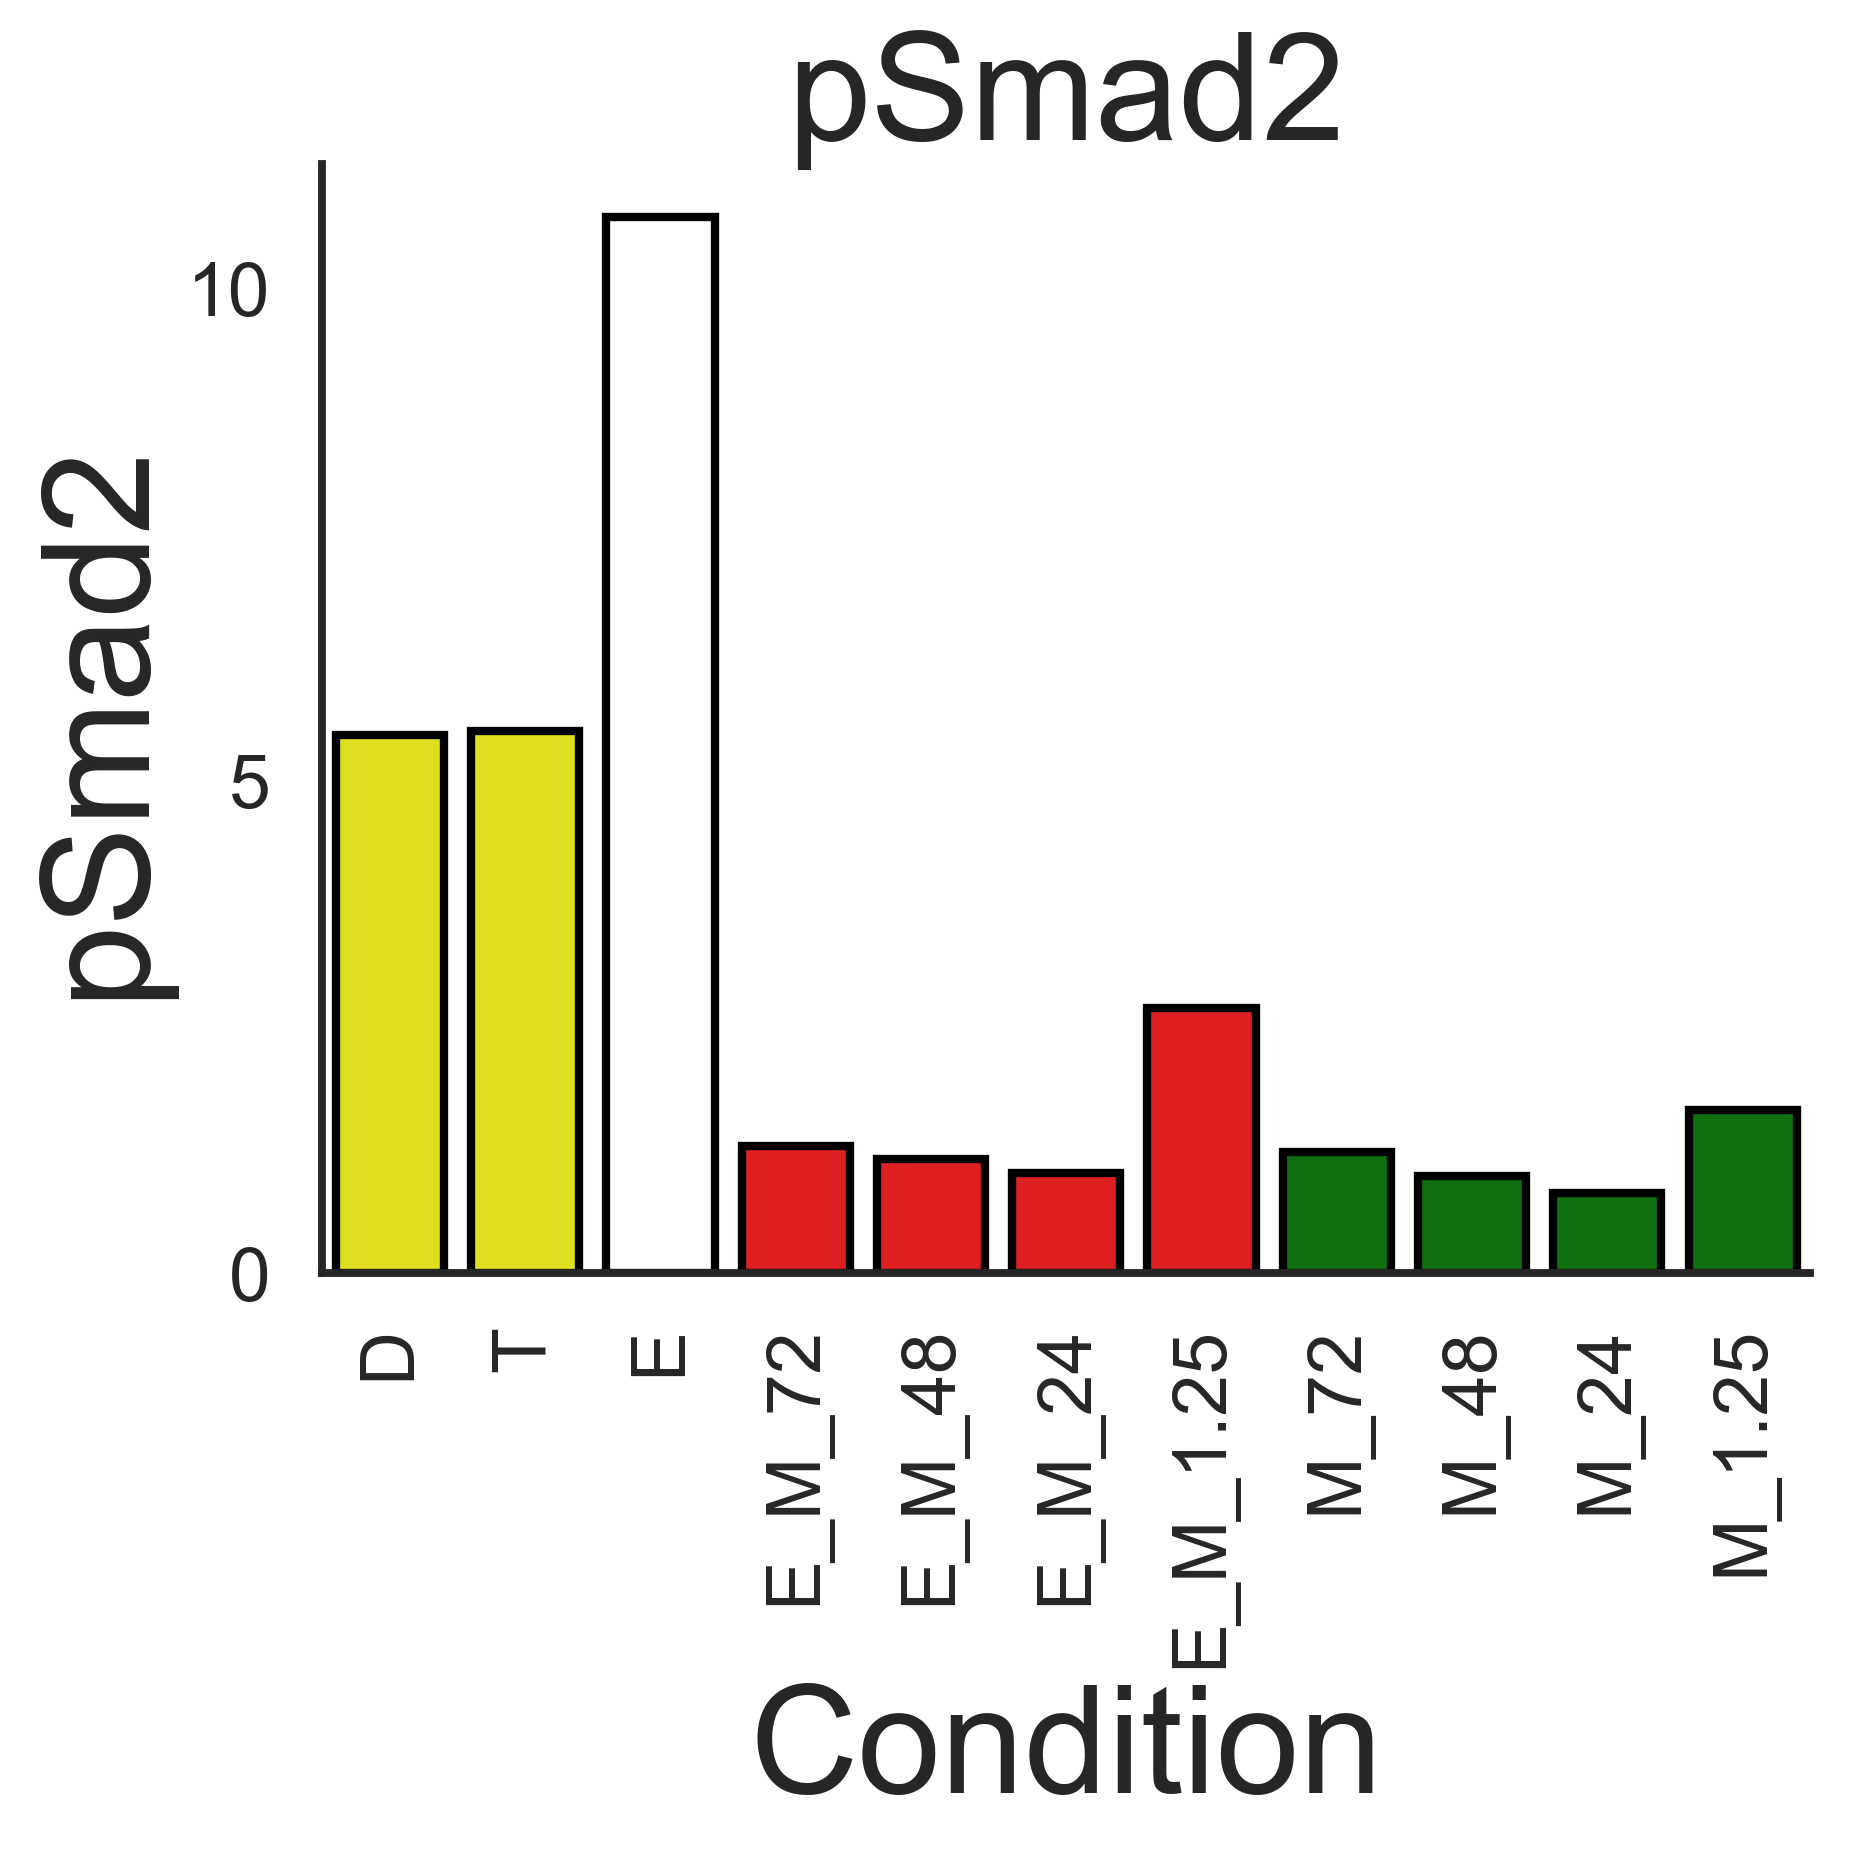 pSmad2
pSmad2
10
5
0
D
T
E
E_M_72
E_M_48
E_M_24
E_M_1.25
M_72
M_48
M_24
M_1.25
Condition